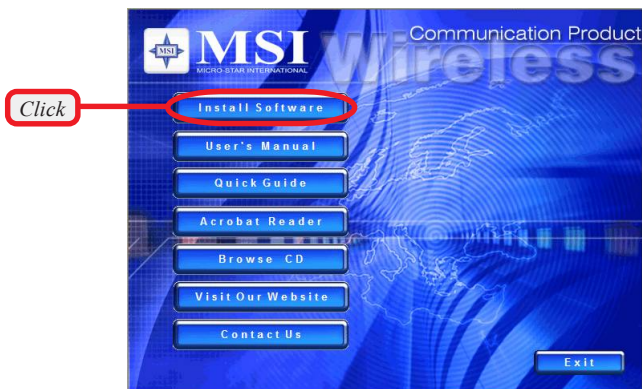 Communication Product
MSI
MSI
MICRO-STAR INTERNATIONAL
Wireless
Click
Install Software
User's Manual
Quick Guide
Acrobat Reader
Browse CD
Visit Our Website
Contact Us
Exit